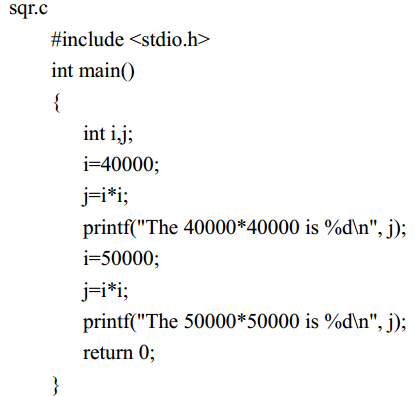 sqr.c
#include <stdio.h>
int main()
{
int i,j;
i=40000;
j=i*i;
printf("The 40000*40000 is %d\n", j);
i=50000;
j=i*i;
printf("The 50000*50000 is %d\n", j);
return 0;
}